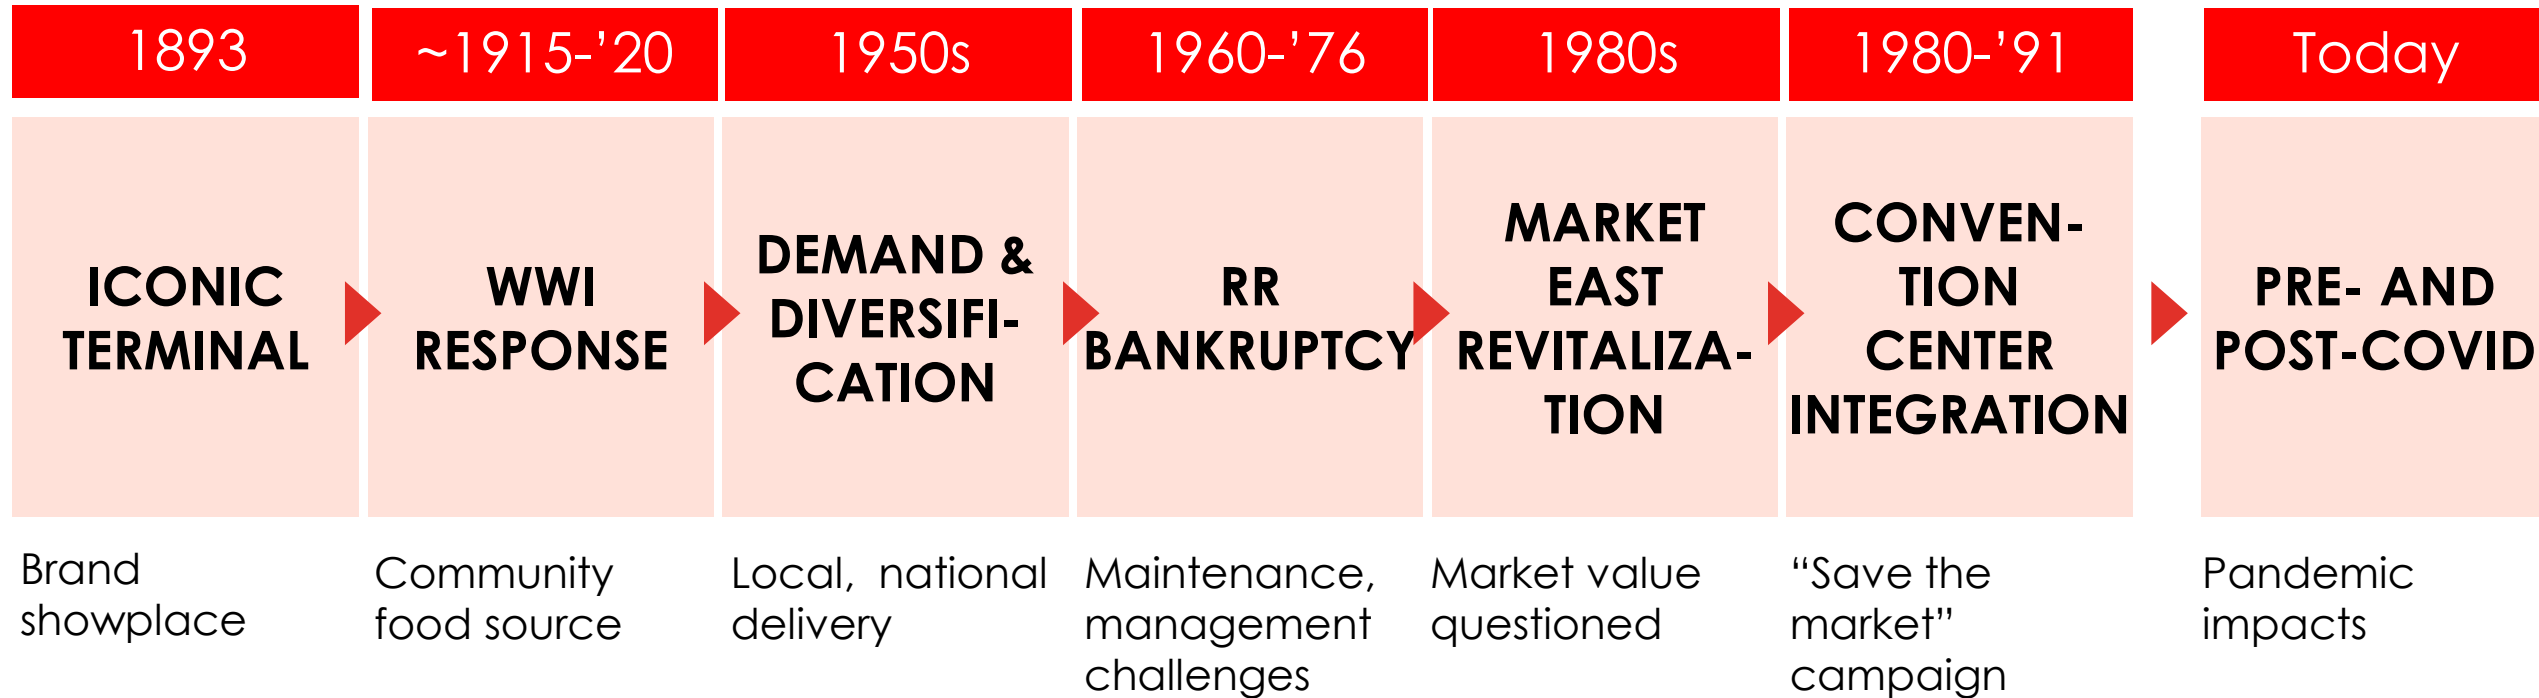 1893
~1915-’20
1950s
1960-’76
1980s
1980-’91
Today
ICONIC
TERMINAL
WWI
RESPONSE
DEMAND &
DIVERSIFI-
CATION
RR
BANKRUPTCY
MARKET
EAST
REVITALIZA-
TION
CONVEN-
TION
CENTER
INTEGRATION
PRE- AND
POST-COVID
Brand
showplace
Community
food source
Local, national
delivery
Maintenance,
management
challenges
Market value
questioned
“Save the
market”
campaign
Pandemic
impacts